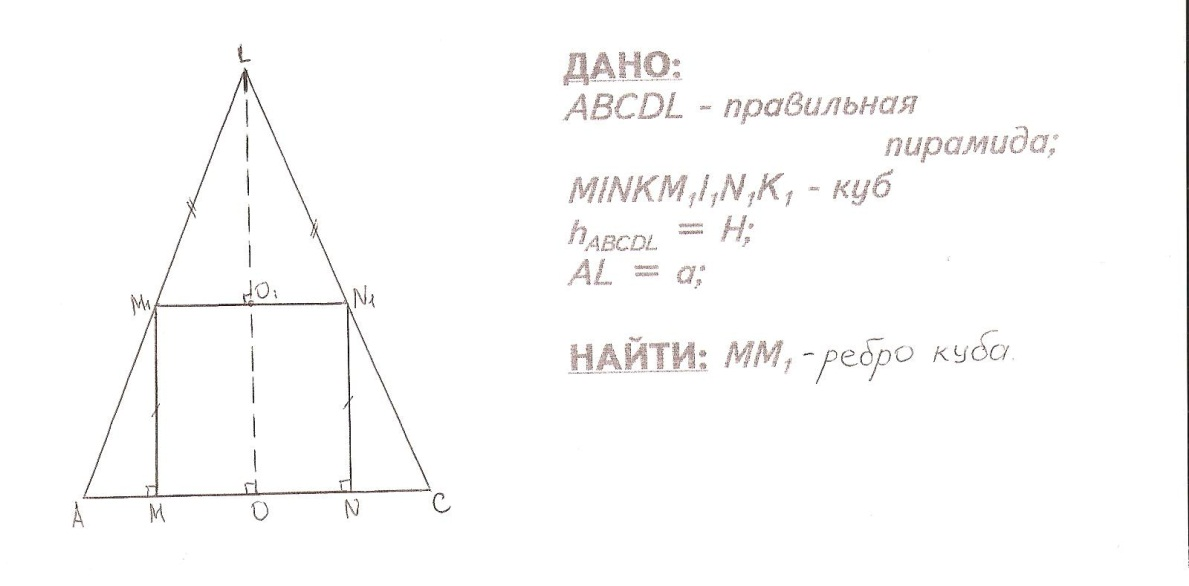 L
M₁ O₁ N₁
A M O N C
ДАНО:
ABCDL - правильная
пирамида;
MINKM₁I₁N₁K₁ - куб
h_ABCDL = H;
AL = a;
НАЙТИ: MM₁ - ребро куба.